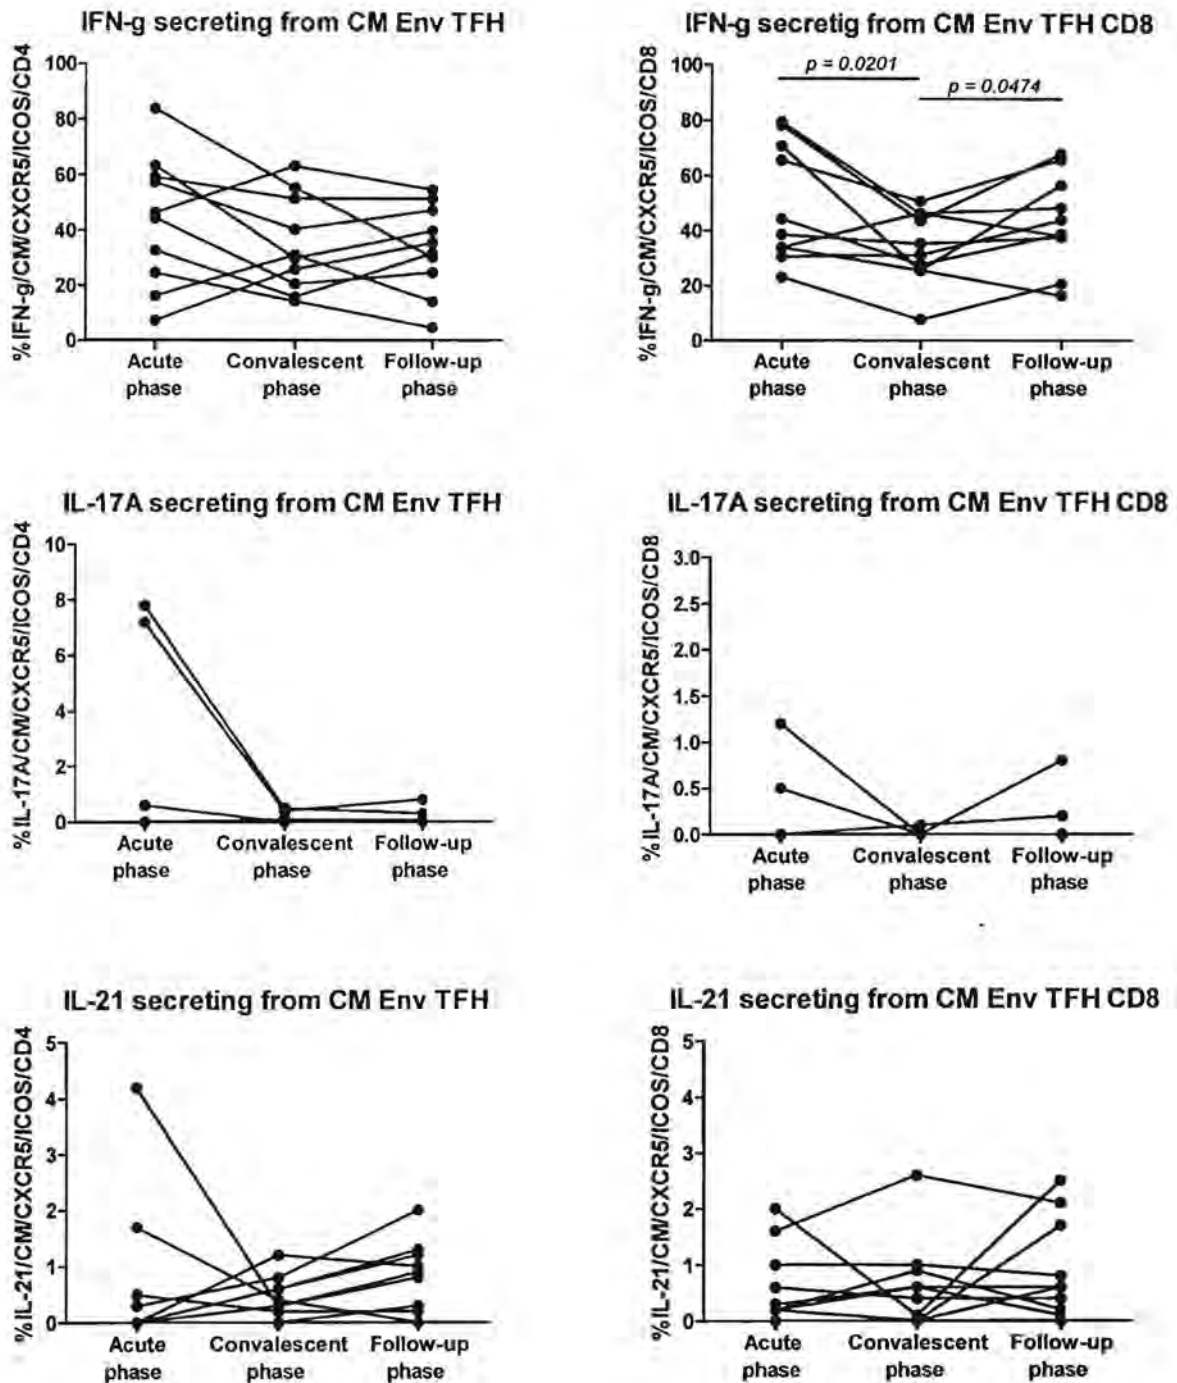 IFN-g secreting from CM Env TFH
%IFN-g/CM/CXCR5/ICOS/CD4
100
80
60
40
20
0
Acute phase
Convalescent phase
Follow-up phase
IFN-g secretig from CM Env TFH CD8
%IFN-g/CM/CXCR5/ICOS/CD8
100
80
60
40
20
0
p = 0.0201
p = 0.0474
Acute phase
Convalescent phase
Follow-up phase
IL-17A secreting from CM Env TFH
%IL-17A/CM/CXCR5/ICOS/CD4
10
8
6
4
2
0
Acute phase
Convalescent phase
Follow-up phase
IL-17A secreting from CM Env TFH CD8
%IL-17A/CM/CXCR5/ICOS/CD8
3.0
2.5
2.0
1.5
1.0
0.5
0.0
Acute phase
Convalescent phase
Follow-up phase
IL-21 secreting from CM Env TFH
%IL-21/CM/CXCR5/ICOS/CD4
5
4
3
2
1
0
Acute phase
Convalescent phase
Follow-up phase
IL-21 secreting from CM Env TFH CD8
%IL-21/CM/CXCR5/ICOS/CD8
5
4
3
2
1
0
Acute phase
Convalescent phase
Follow-up phase